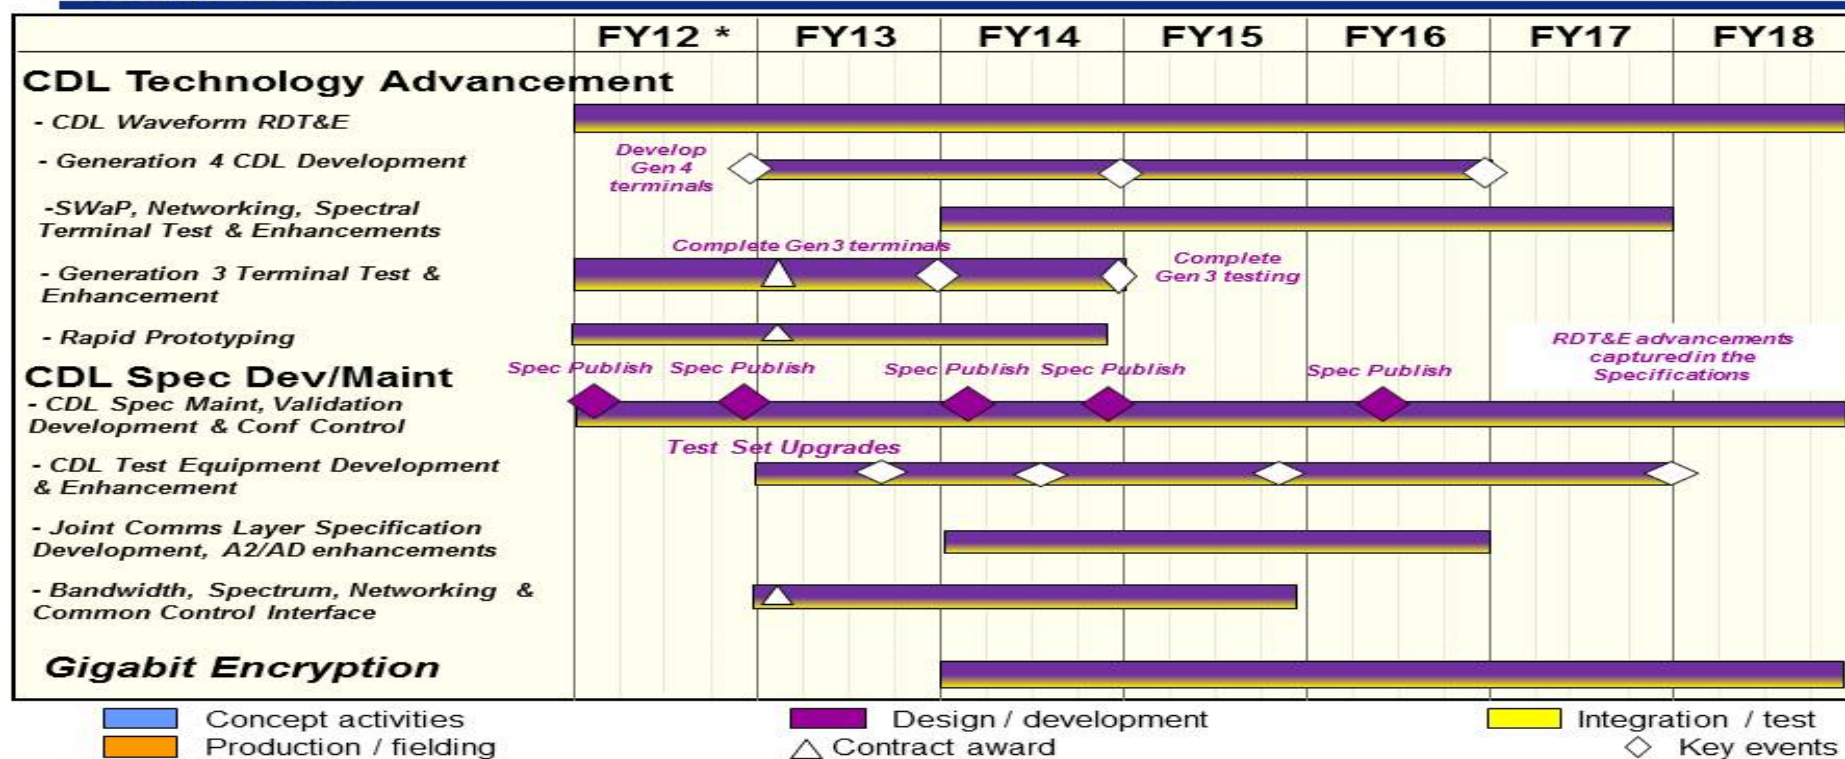 FY12 * FY13 FY14 FY15 FY16 FY17 FY18
CDL Technology Advancement
- CDL Waveform RDT&E
- Generation 4 CDL Development
Develop
Gen 4
terminals
-SWaP, Networking, Spectral
Terminal Test & Enhancements
Complete Gen3 terminals
- Generation 3 Terminal Test &
Enhancement
Complete
Gen 3 testing
- Rapid Prototyping
RDT&E advancements
captured in the
Specifications
CDL Spec Dev/Maint
Spec Publish Spec Publish Spec Publish Spec Publish Spec Publish
- CDL Spec Maint, Validation
Development & Conf Control
Test Set Upgrades
- CDL Test Equipment Development
& Enhancement
- Joint Comms Layer Specification
Development, A2/AD enhancements
- Bandwidth, Spectrum, Networking &
Common Control Interface
Gigabit Encryption
Concept activities Design / development Integration / test
Production / fielding Contract award Key events